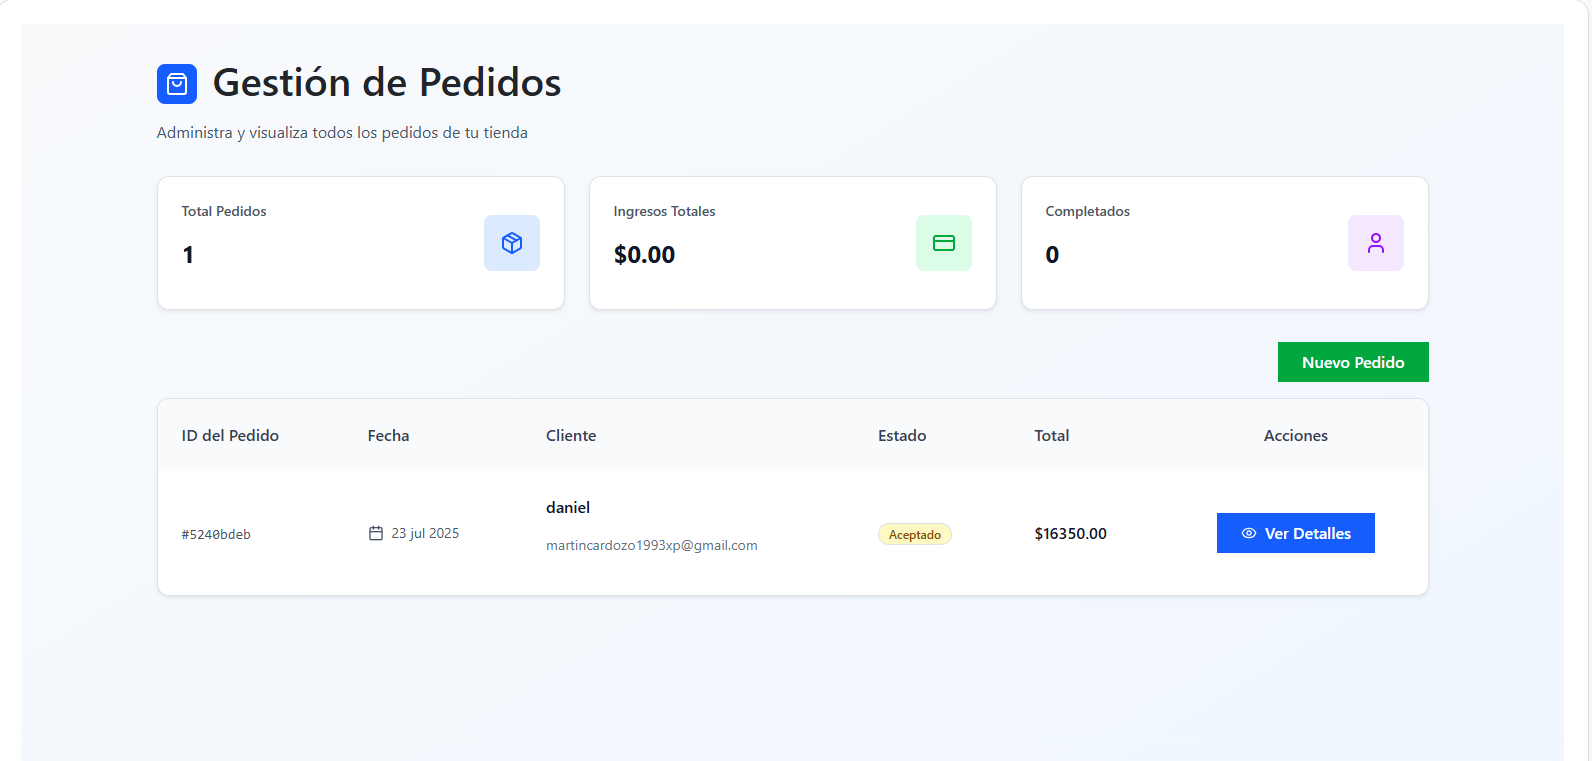 Gestión de Pedidos
Administra y visualiza todos los pedidos de tu tienda
Total Pedidos
1
Ingresos Totales
$0.00
Completados
0
Nuevo Pedido
ID del Pedido Fecha Cliente Estado Total Acciones
daniel
#5240bdeb 23 jul 2025 Aceptado $16350.00 Ver Detalles
martincardozo1993xp@gmail.com